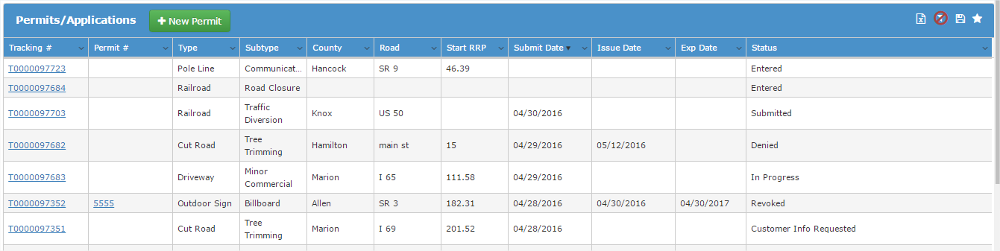 Permits/Applications New Permit
Tracking # Permit # Type Subtype County Road Start RRP Submit Date Issue Date Exp Date Status
T0000097723 Pole Line Communicat... Hancock SR 9 46.39 Entered
T0000097684 Railroad Road Closure Entered
T0000097703 Railroad Traffic Diversion Knox US 50 04/30/2016 Submitted
T0000097682 Cut Road Tree Trimming Hamilton main st 15 04/29/2016 05/12/2016 Denied
T0000097683 Driveway Minor Commercial Marion I 65 111.58 04/29/2016 In Progress
T0000097352 5555 Outdoor Sign Billboard Allen SR 3 182.31 04/28/2016 04/30/2016 04/30/2017 Revoked
T0000097351 Cut Road Tree Trimming Marion I 69 201.52 04/28/2016 Customer Info Requested